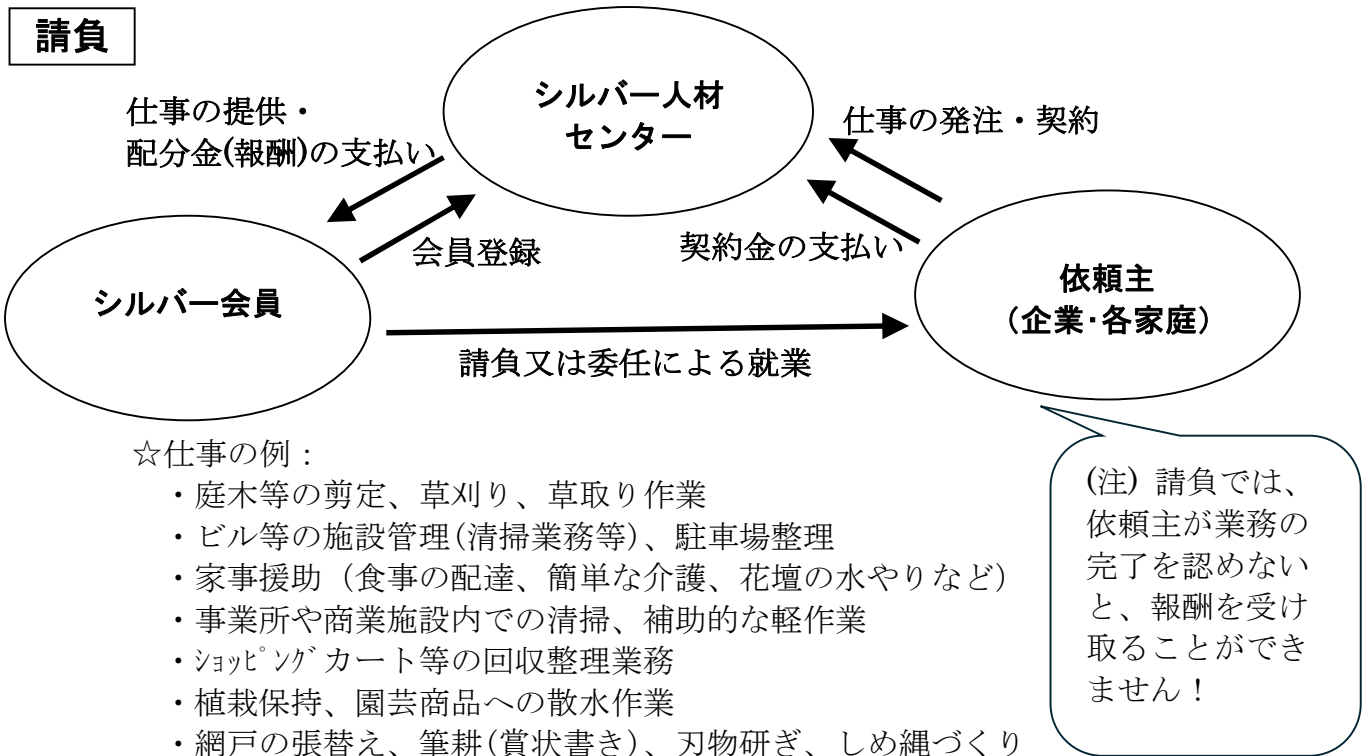 請負
シルバー人材
センター
仕事の提供・
配分金(報酬)の支払い
仕事の発注・契約
会員登録
契約金の支払い
シルバー会員
依頼主
（企業・各家庭）
請負又は委任による就業
☆仕事の例：
・庭木等の剪定、草刈り、草取り作業
・ビル等の施設管理(清掃業務等)、駐車場整理
・家事援助（食事の配達、簡単な介護、花壇の水やりなど）
・事業所や商業施設内での清掃、補助的な軽作業
・ｼｮｯﾋﾟﾝｸﾞカート等の回収整理業務
・植栽保持、園芸商品への散水作業
・網戸の張替え、筆耕(賞状書き)、刃物研ぎ、しめ縄づくり
(注) 請負では、
依頼主が業務の
完了を認めない
と、報酬を受け
取ることができ
ません！